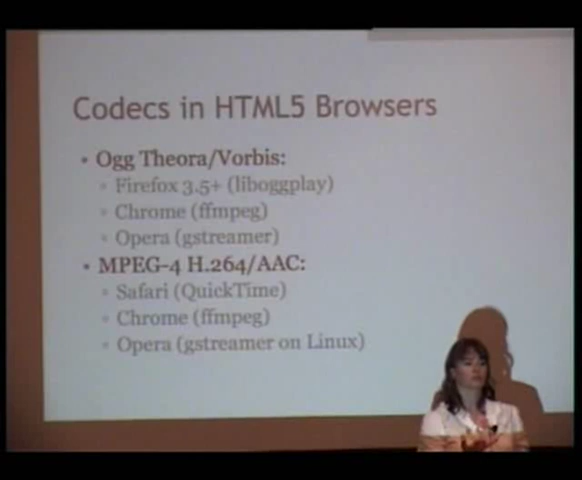 Codecs in HTML5 Browsers
• Ogg Theora/Vorbis:
• Firefox 3.5+ (liboggplay)
• Chrome (ffmpeg)
• Opera (gstreamer)
• MPEG-4 H.264/AAC:
• Safari (QuickTime)
• Chrome (ffmpeg)
• Opera (gstreamer on Linux)